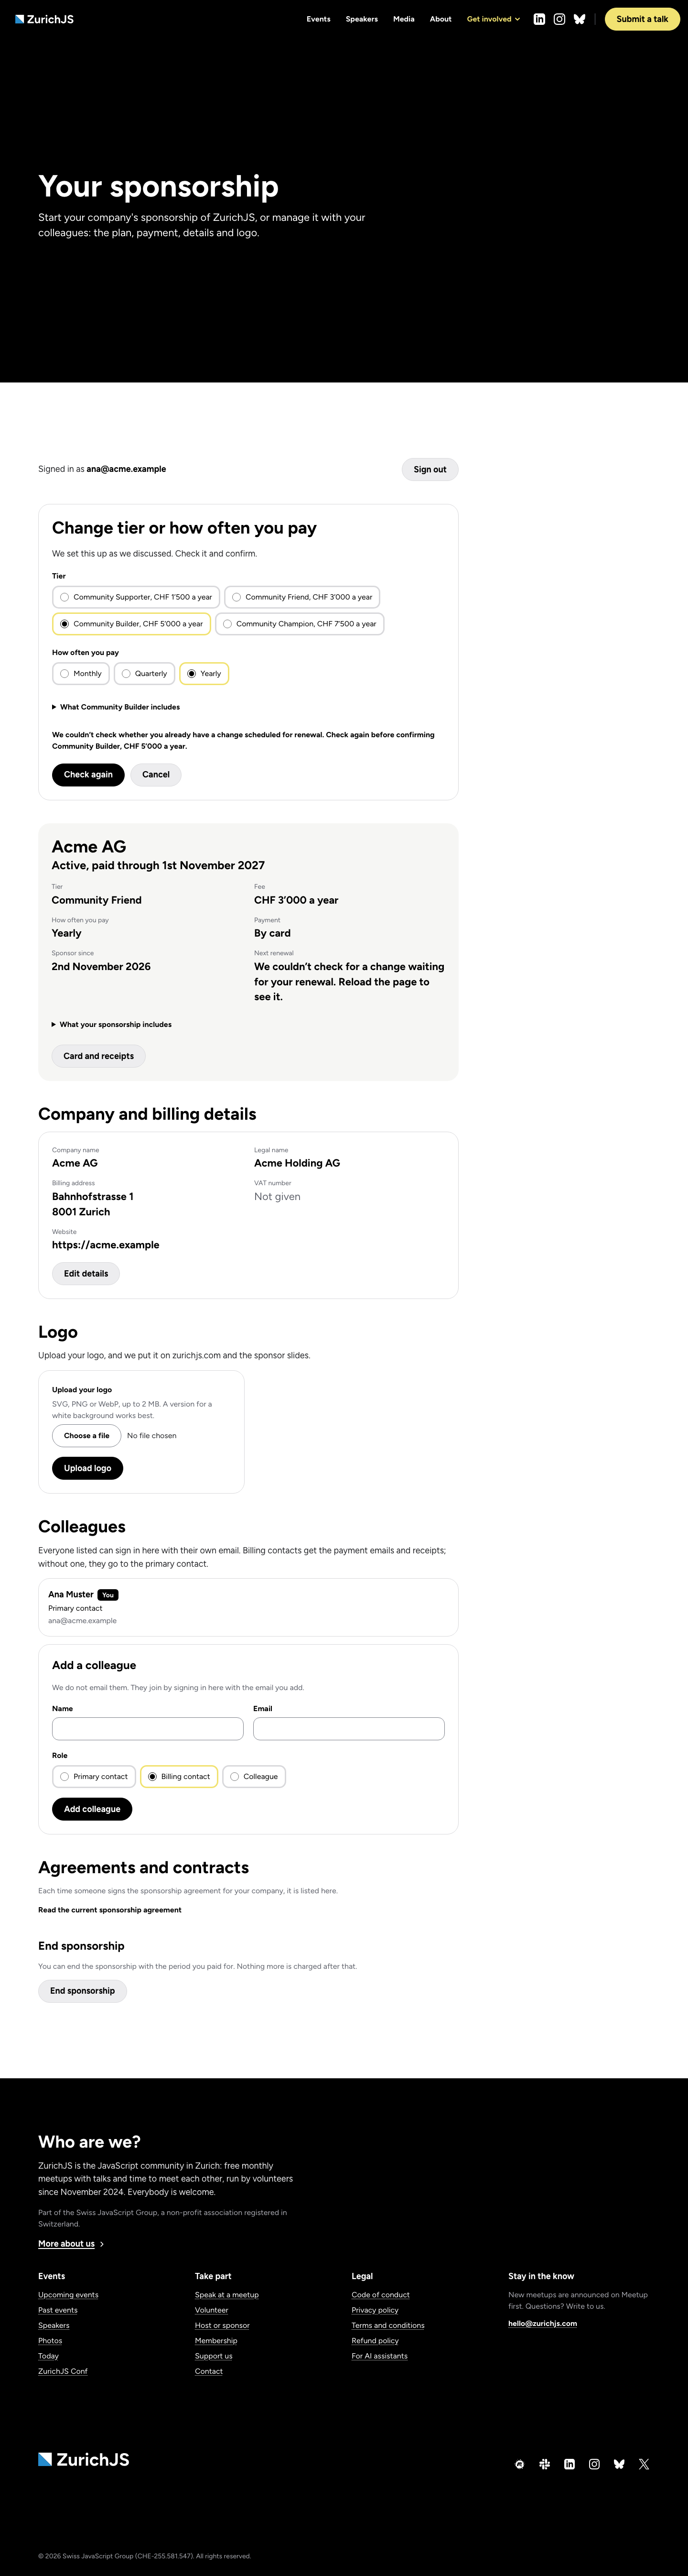 ZurichJS
Events
Speakers
Media
About
Get involved
Submit a talk
Your sponsorship
Start your company's sponsorship of ZurichJS, or manage it with your
colleagues: the plan, payment, details and logo.
Signed in as ana@acme.example
Sign out
Change tier or how often you pay
We set this up as we discussed. Check it and confirm.
Tier
Community Supporter, CHF 1'500 a year
Community Friend, CHF 3'000 a year
Community Builder, CHF 5'000 a year
Community Champion, CHF 7'500 a year
How often you pay
Monthly
Quarterly
Yearly
What Community Builder includes
We couldn't check whether you already have a change scheduled for renewal. Check again before confirming
Community Builder, CHF 5'000 a year.
Check again
Cancel
Acme AG
Active, paid through 1st November 2027
Tier
Community Friend
Fee
CHF 3'000 a year
How often you pay
Yearly
Payment
By card
Sponsor since
2nd November 2026
Next renewal
We couldn't check for a change waiting
for your renewal. Reload the page to
see it.
What your sponsorship includes
Card and receipts
Company and billing details
Company name
Acme AG
Legal name
Acme Holding AG
Billing address
Bahnhofstrasse 1
8001 Zurich
VAT number
Not given
Website
https://acme.example
Edit details
Logo
Upload your logo, and we put it on zurichjs.com and the sponsor slides.
Upload your logo
SVG, PNG or WebP, up to 2 MB. A version for a
white background works best.
Choose a file
No file chosen
Upload logo
Colleagues
Everyone listed can sign in here with their own email. Billing contacts get the payment emails and receipts;
without one, they go to the primary contact.
Ana Muster
You
Primary contact
ana@acme.example
Add a colleague
We do not email them. They join by signing in here with the email you add.
Name
Email
Role
Primary contact
Billing contact
Colleague
Add colleague
Agreements and contracts
Each time someone signs the sponsorship agreement for your company, it is listed here.
Read the current sponsorship agreement
End sponsorship
You can end the sponsorship with the period you paid for. Nothing more is charged after that.
End sponsorship
Who are we?
ZurichJS is the JavaScript community in Zurich: free monthly
meetups with talks and time to meet each other, run by volunteers
since November 2024. Everybody is welcome.
Part of the Swiss JavaScript Group, a non-profit association registered in
Switzerland.
More about us
Events
Upcoming events
Past events
Speakers
Photos
Today
ZurichJS Conf
Take part
Speak at a meetup
Volunteer
Host or sponsor
Membership
Support us
Contact
Legal
Code of conduct
Privacy policy
Terms and conditions
Refund policy
For AI assistants
Stay in the know
New meetups are announced on Meetup
first. Questions? Write to us.
hello@zurichjs.com
ZurichJS
© 2026 Swiss JavaScript Group (CHE-255.581.547). All rights reserved.